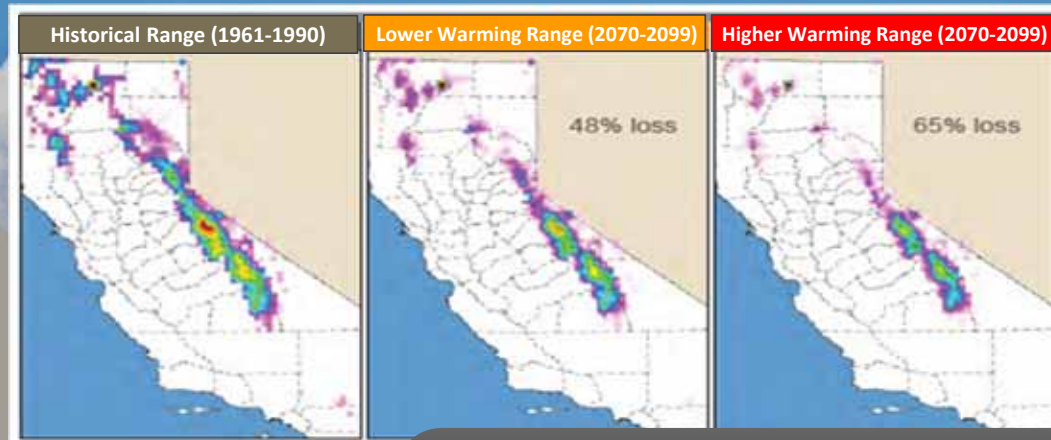 Historical Range (1961-1990)
Lower Warming Range (2070-2099)
Higher Warming Range (2070-2099)
48% loss
65% loss